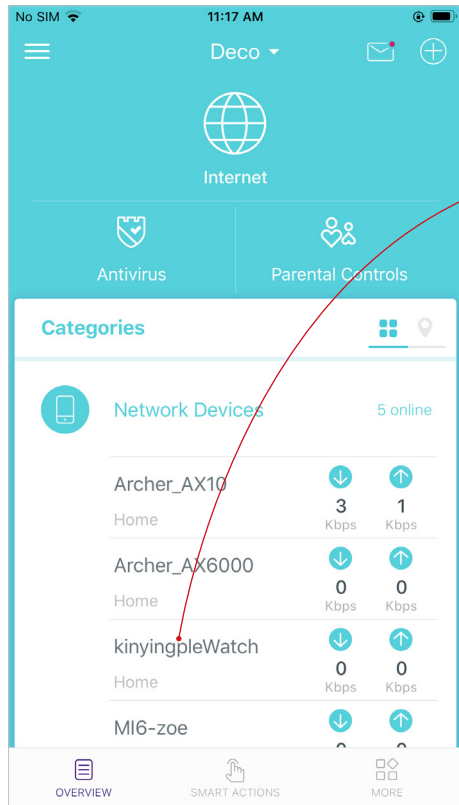 No SIM 11:17 AM
Deco
Internet
Antivirus Parental Controls
Categories
Network Devices 5 online
Archer_AX10
Home
3 1
Kbps Kbps
Archer_AX6000
Home
0 0
Kbps Kbps
kinyingpleWatch
Home
0 0
Kbps Kbps
MI6-zoe
0 0
OVERVIEW SMART ACTIONS MORE